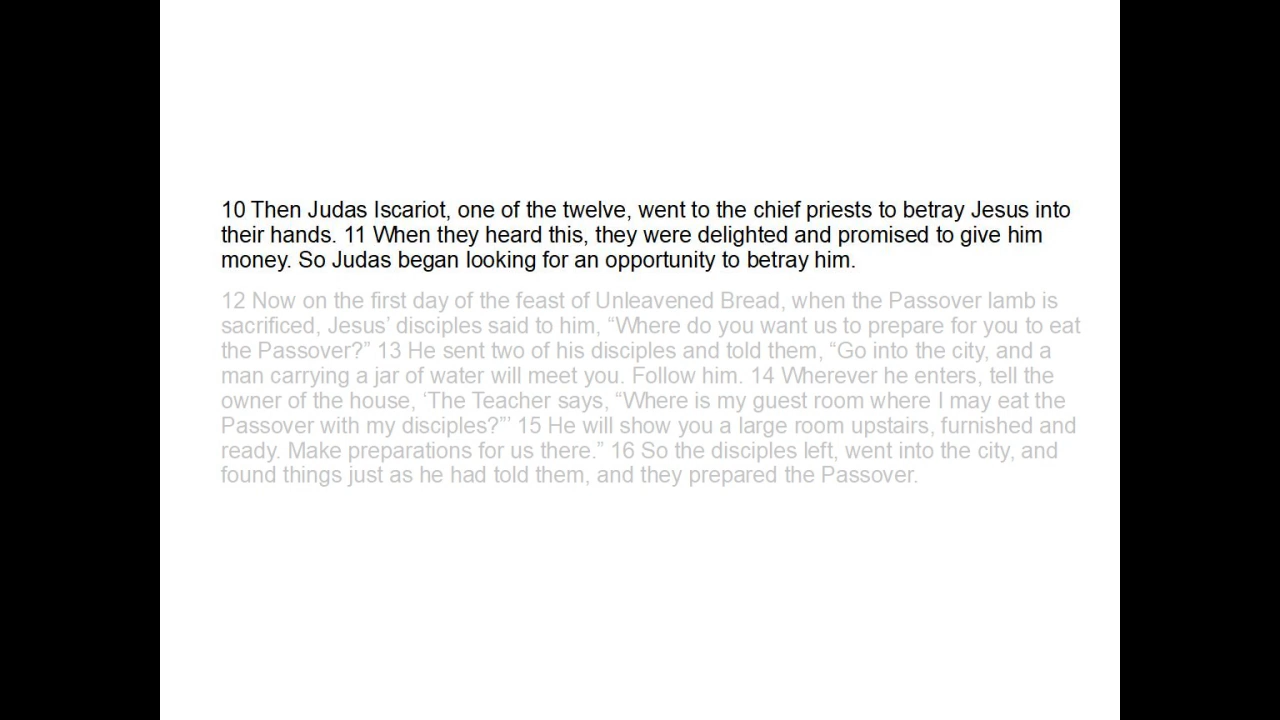 10 Then Judas Iscariot, one of the twelve, went to the chief priests to betray Jesus into
their hands. 11 When they heard this, they were delighted and promised to give him
money. So Judas began looking for an opportunity to betray him.
12 Now on the first day of the feast of Unleavened Bread, when the Passover lamb is
sacrificed, Jesus’ disciples said to him, “Where do you want us to prepare for you to eat
the Passover?” 13 He sent two of his disciples and told them, “Go into the city, and a
man carrying a jar of water will meet you. Follow him. 14 Wherever he enters, tell the
owner of the house, ‘The Teacher says, “Where is my guest room where I may eat the
Passover with my disciples?”’ 15 He will show you a large room upstairs, furnished and
ready. Make preparations for us there.” 16 So the disciples left, went into the city, and
found things just as he had told them, and they prepared the Passover.